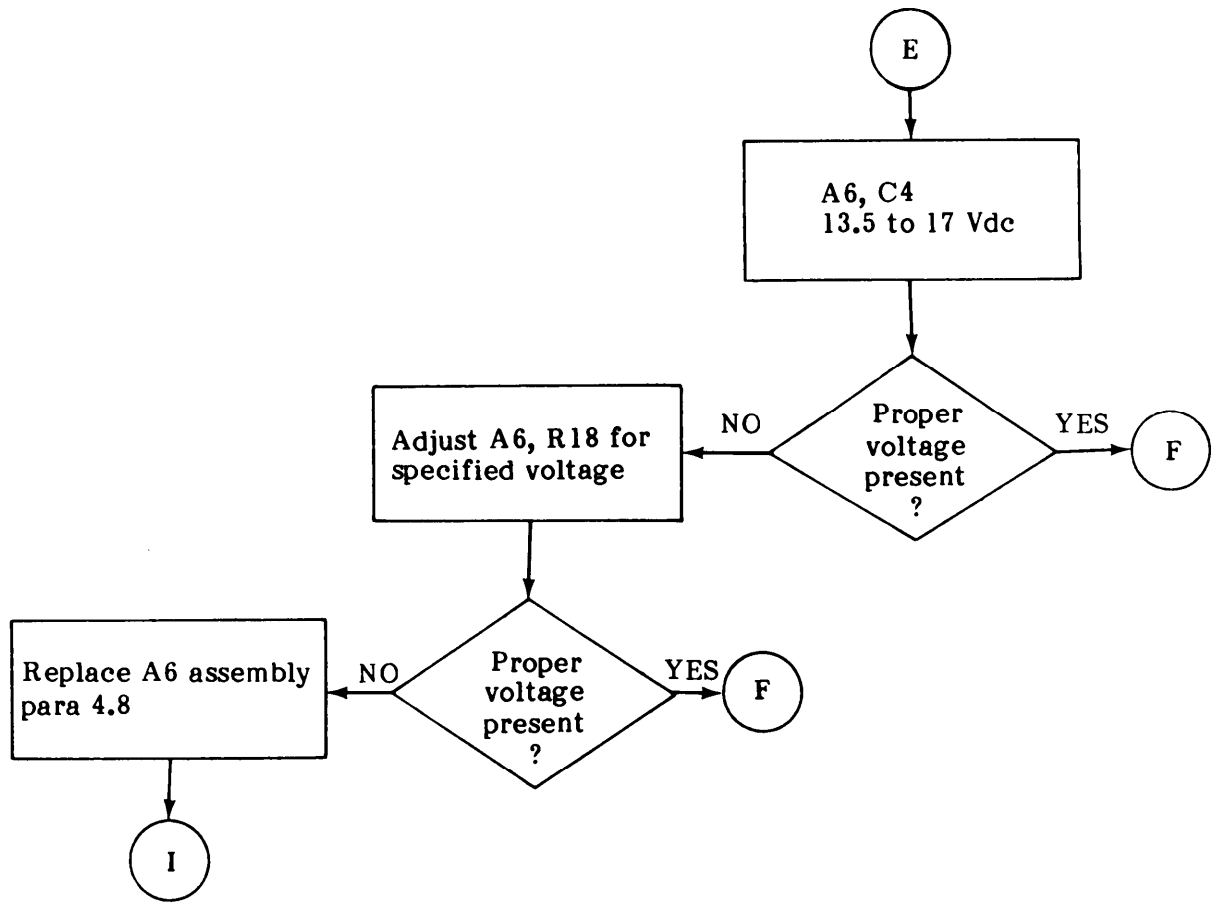 E
A6, C4
13.5 to 17 Vdc
Proper
voltage
present
?
YES
F
NO
Adjust A6, R18 for
specified voltage
Proper
voltage
present
?
YES
F
NO
Replace A6 assembly
para 4.8
I